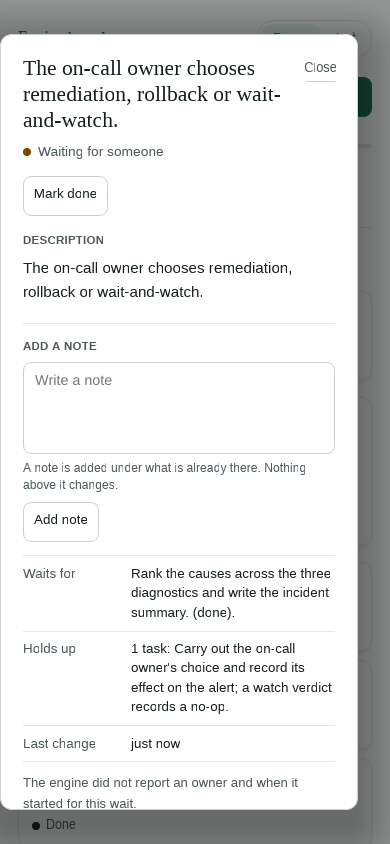 The on-call owner chooses
remediation, rollback or wait-
and-watch.
Close
Waiting for someone
Mark done
DESCRIPTION
The on-call owner chooses remediation,
rollback or wait-and-watch.
ADD A NOTE
Write a note
A note is added under what is already there. Nothing
above it changes.
Add note
Waits for
Rank the causes across the three
diagnostics and write the incident
summary. (done).
Holds up
1 task: Carry out the on-call
owner's choice and record its
effect on the alert; a watch verdict
records a no-op.
Last change
just now
The engine did not report an owner and when it
started for this wait.
Done